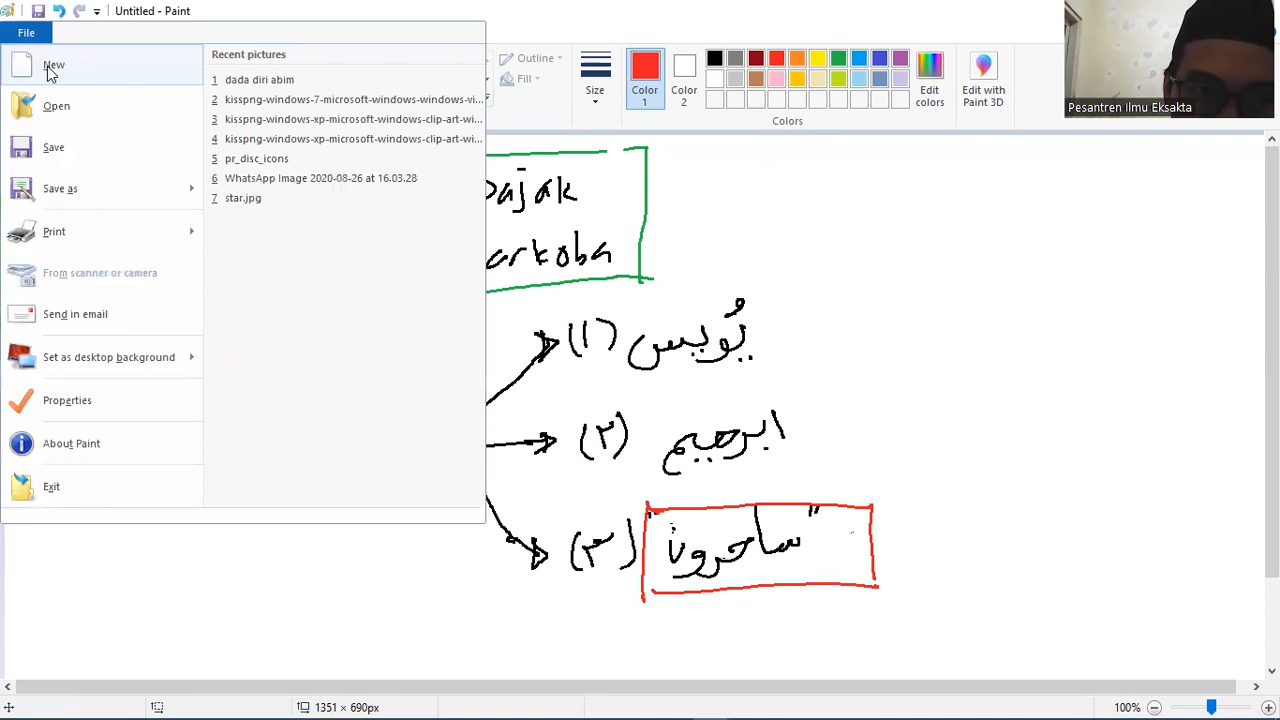 Untitled - Paint
File
New
Open
Save
Save as
Print
From scanner or camera
Send in email
Set as desktop background
Properties
About Paint
Exit
Recent pictures
1 dada diri abim
2 kisspng-windows-7-microsoft-windows-windows-vi...
3 kisspng-windows-xp-microsoft-windows-clip-art-wi...
4 kisspng-windows-xp-microsoft-windows-clip-art-wi...
5 pr_disc_icons
6 WhatsApp Image 2020-08-26 at 16.03.28
7 star.jpg
Outline
Fill
Size
Color 1
Color 2
Edit colors
Edit with Paint 3D
Colors
Pesantren Ilmu Eksakta
pajak
arkoba
(١)
(٢) ابرهيم
(٣)
1351 × 690px
100%